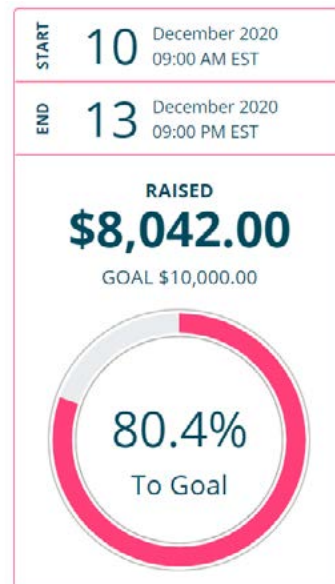 START
10
December 2020
09:00 AM EST
END
13
December 2020
09:00 PM EST
RAISED
$8,042.00
GOAL $10,000.00
80.4%
To Goal